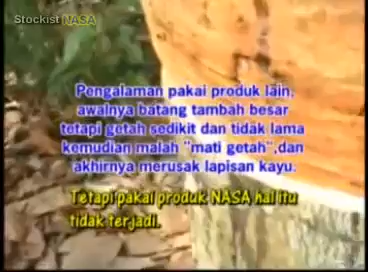 Stockist NASA
Pengalaman pakai produk lain,
awalnya batang tambah besar
tetapi getah sedikit dan tidak lama
kemudian malah "mati getah",dan
akhirnya merusak lapisan kayu.
Tetapi pakai produk NASA hal itu
tidak terjadi.